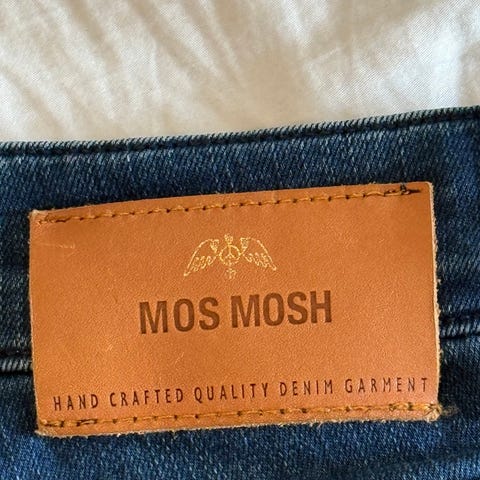 MOS MOSH
HAND CRAFTED QUALITY DENIM GARMENT